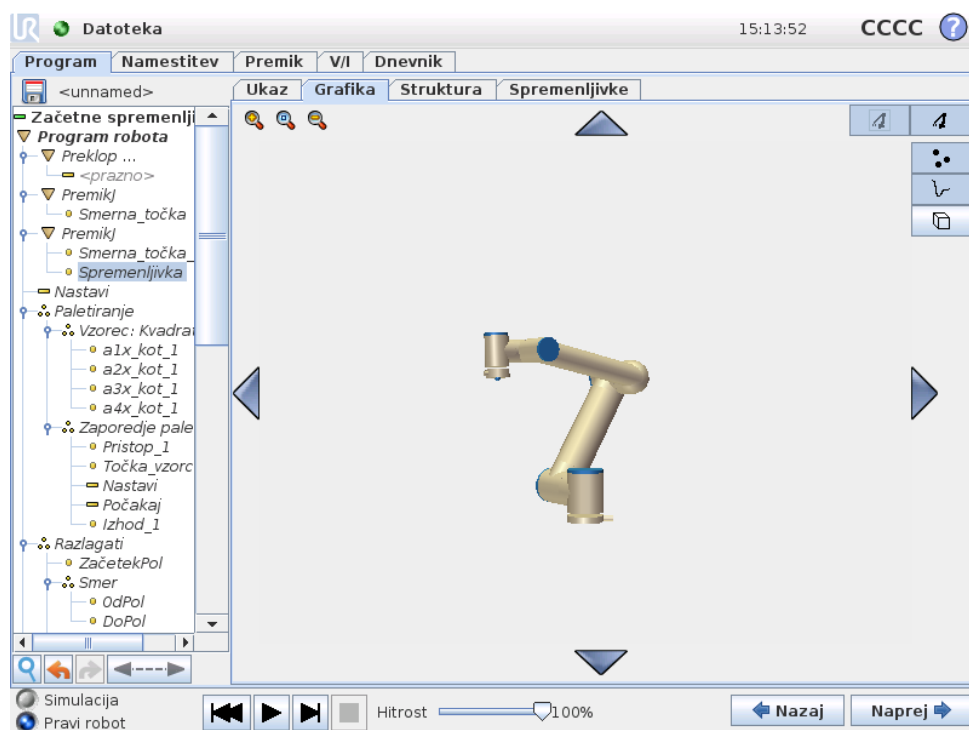 UR Datoteka 15:13:52 CCCC ?
Program Namestitev Premik V/I Dnevnik
<unnamed>
Ukaz Grafika Struktura Spremenljivke
Začetne spremenlji
Program robota
Preklop ...
<prazno>
PremikJ
Smerna_točka
PremikJ
Smerna_točka_
Spremenljivka
Nastavi
Paletiranje
Vzorec: Kvadrat
a1x_kot_1
a2x_kot_1
a3x_kot_1
a4x_kot_1
Zaporedje pale
Pristop_1
Točka_vzorc
Nastavi
Počakaj
Izhod_1
Razlagati
ZačetekPol
Smer
OdPol
DoPol
Simulacija
Pravi robot
Hitrost 100%
Nazaj Naprej